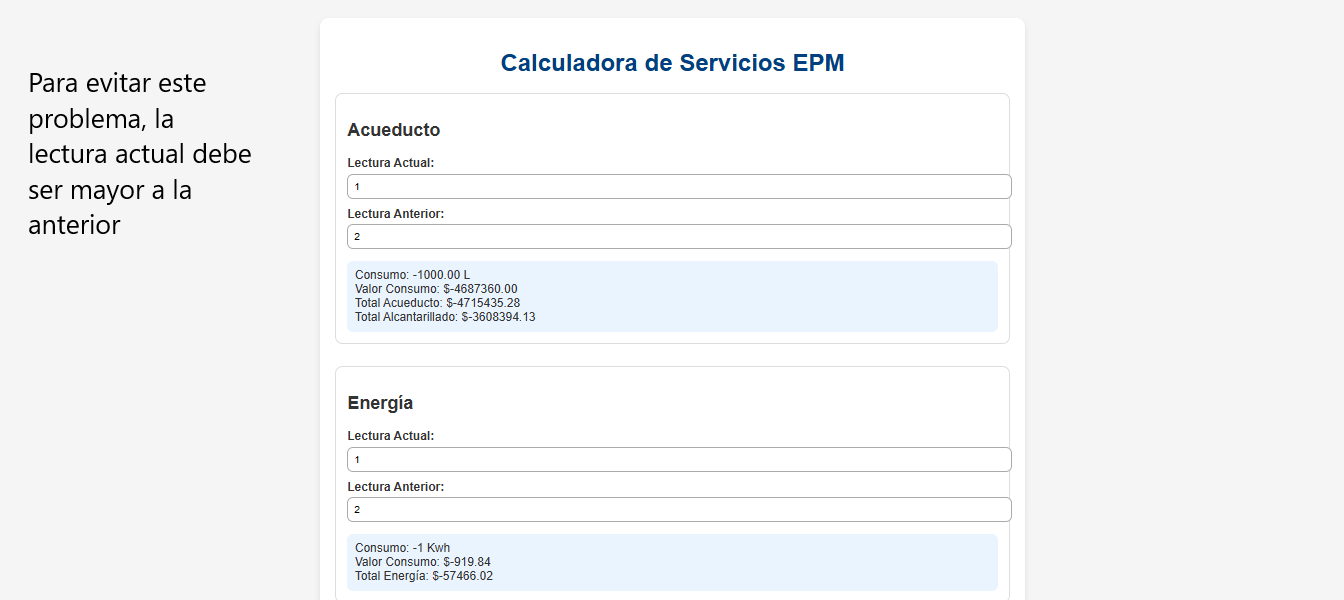 Para evitar este
problema, la
lectura actual debe
ser mayor a la
anterior
Calculadora de Servicios EPM
Acueducto
Lectura Actual:
1
Lectura Anterior:
2
Consumo: -1000.00 L
Valor Consumo: $-4687360.00
Total Acueducto: $-4715435.28
Total Alcantarillado: $-3608394.13
Energía
Lectura Actual:
1
Lectura Anterior:
2
Consumo: -1 Kwh
Valor Consumo: $-919.84
Total Energía: $-57466.02